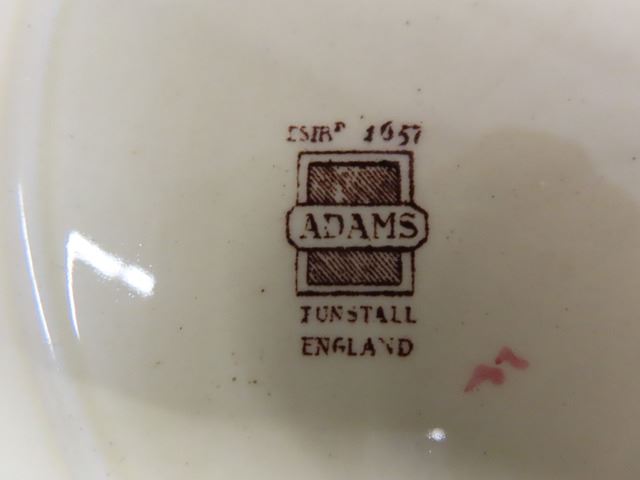 ESTBD 1657
ADAMS
TUNSTALL
ENGLAND